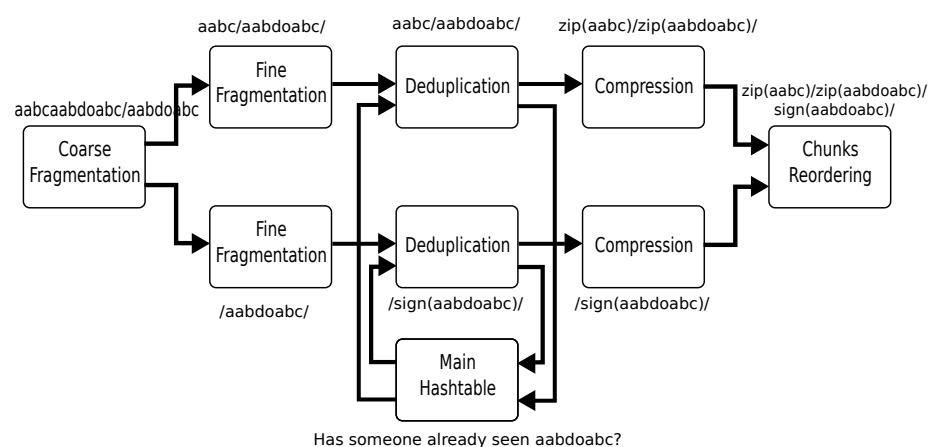 aabc/aabdoabc/
aabc/aabdoabc/
zip(aabc)/zip(aabdoabc)/
Fine
Fragmentation
Deduplication
Compression
aabcaabdoabc/aabdoabc
zip(aabc)/zip(aabdoabc)/
sign(aabdoabc)/
Coarse
Fragmentation
Chunks
Reordering
Fine
Fragmentation
Deduplication
Compression
/aabdoabc/
/sign(aabdoabc)/
/sign(aabdoabc)/
Main
Hashtable
Has someone already seen aabdoabc?